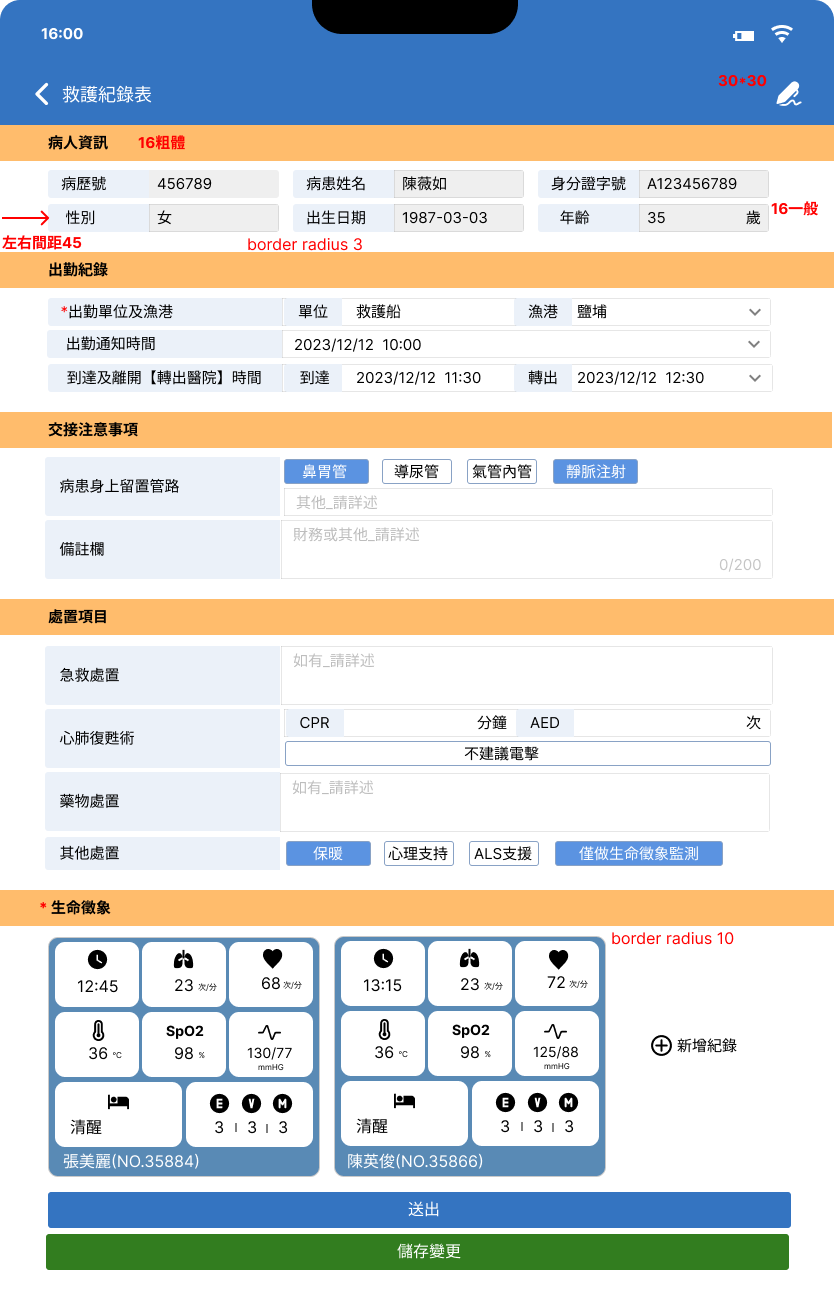 16:00
30*30
救護紀錄表
病人資訊 16粗體
病歷號 456789 病患姓名 陳薇如 身分證字號 A123456789
性別 女 出生日期 1987-03-03 年齡 35 歲 16一般
左右間距45 border radius 3
出勤紀錄
*出勤單位及漁港 單位 救護船 漁港 鹽埔
出勤通知時間 2023/12/12 10:00
到達及離開【轉出醫院】時間 到達 2023/12/12 11:30 轉出 2023/12/12 12:30
交接注意事項
病患身上留置管路 鼻胃管 導尿管 氣管內管 靜脈注射
其他_請詳述
備註欄 財務或其他_請詳述
0/200
處置項目
急救處置 如有_請詳述
心肺復甦術 CPR 分鐘 AED 次
不建議電擊
藥物處置 如有_請詳述
其他處置 保暖 心理支持 ALS支援 僅做生命徵象監測
* 生命徵象
border radius 10
12:45 23 次/分 68 次/分 13:15 23 次/分 72 次/分
SpO2 SpO2
36 °C 98 % 130/77 36 °C 98 % 125/88
mmHG mmHG
新增紀錄
E V M E V M
清醒 3 I 3 I 3 清醒 3 I 3 I 3
張美麗(NO.35884) 陳英俊(NO.35866)
送出
儲存變更